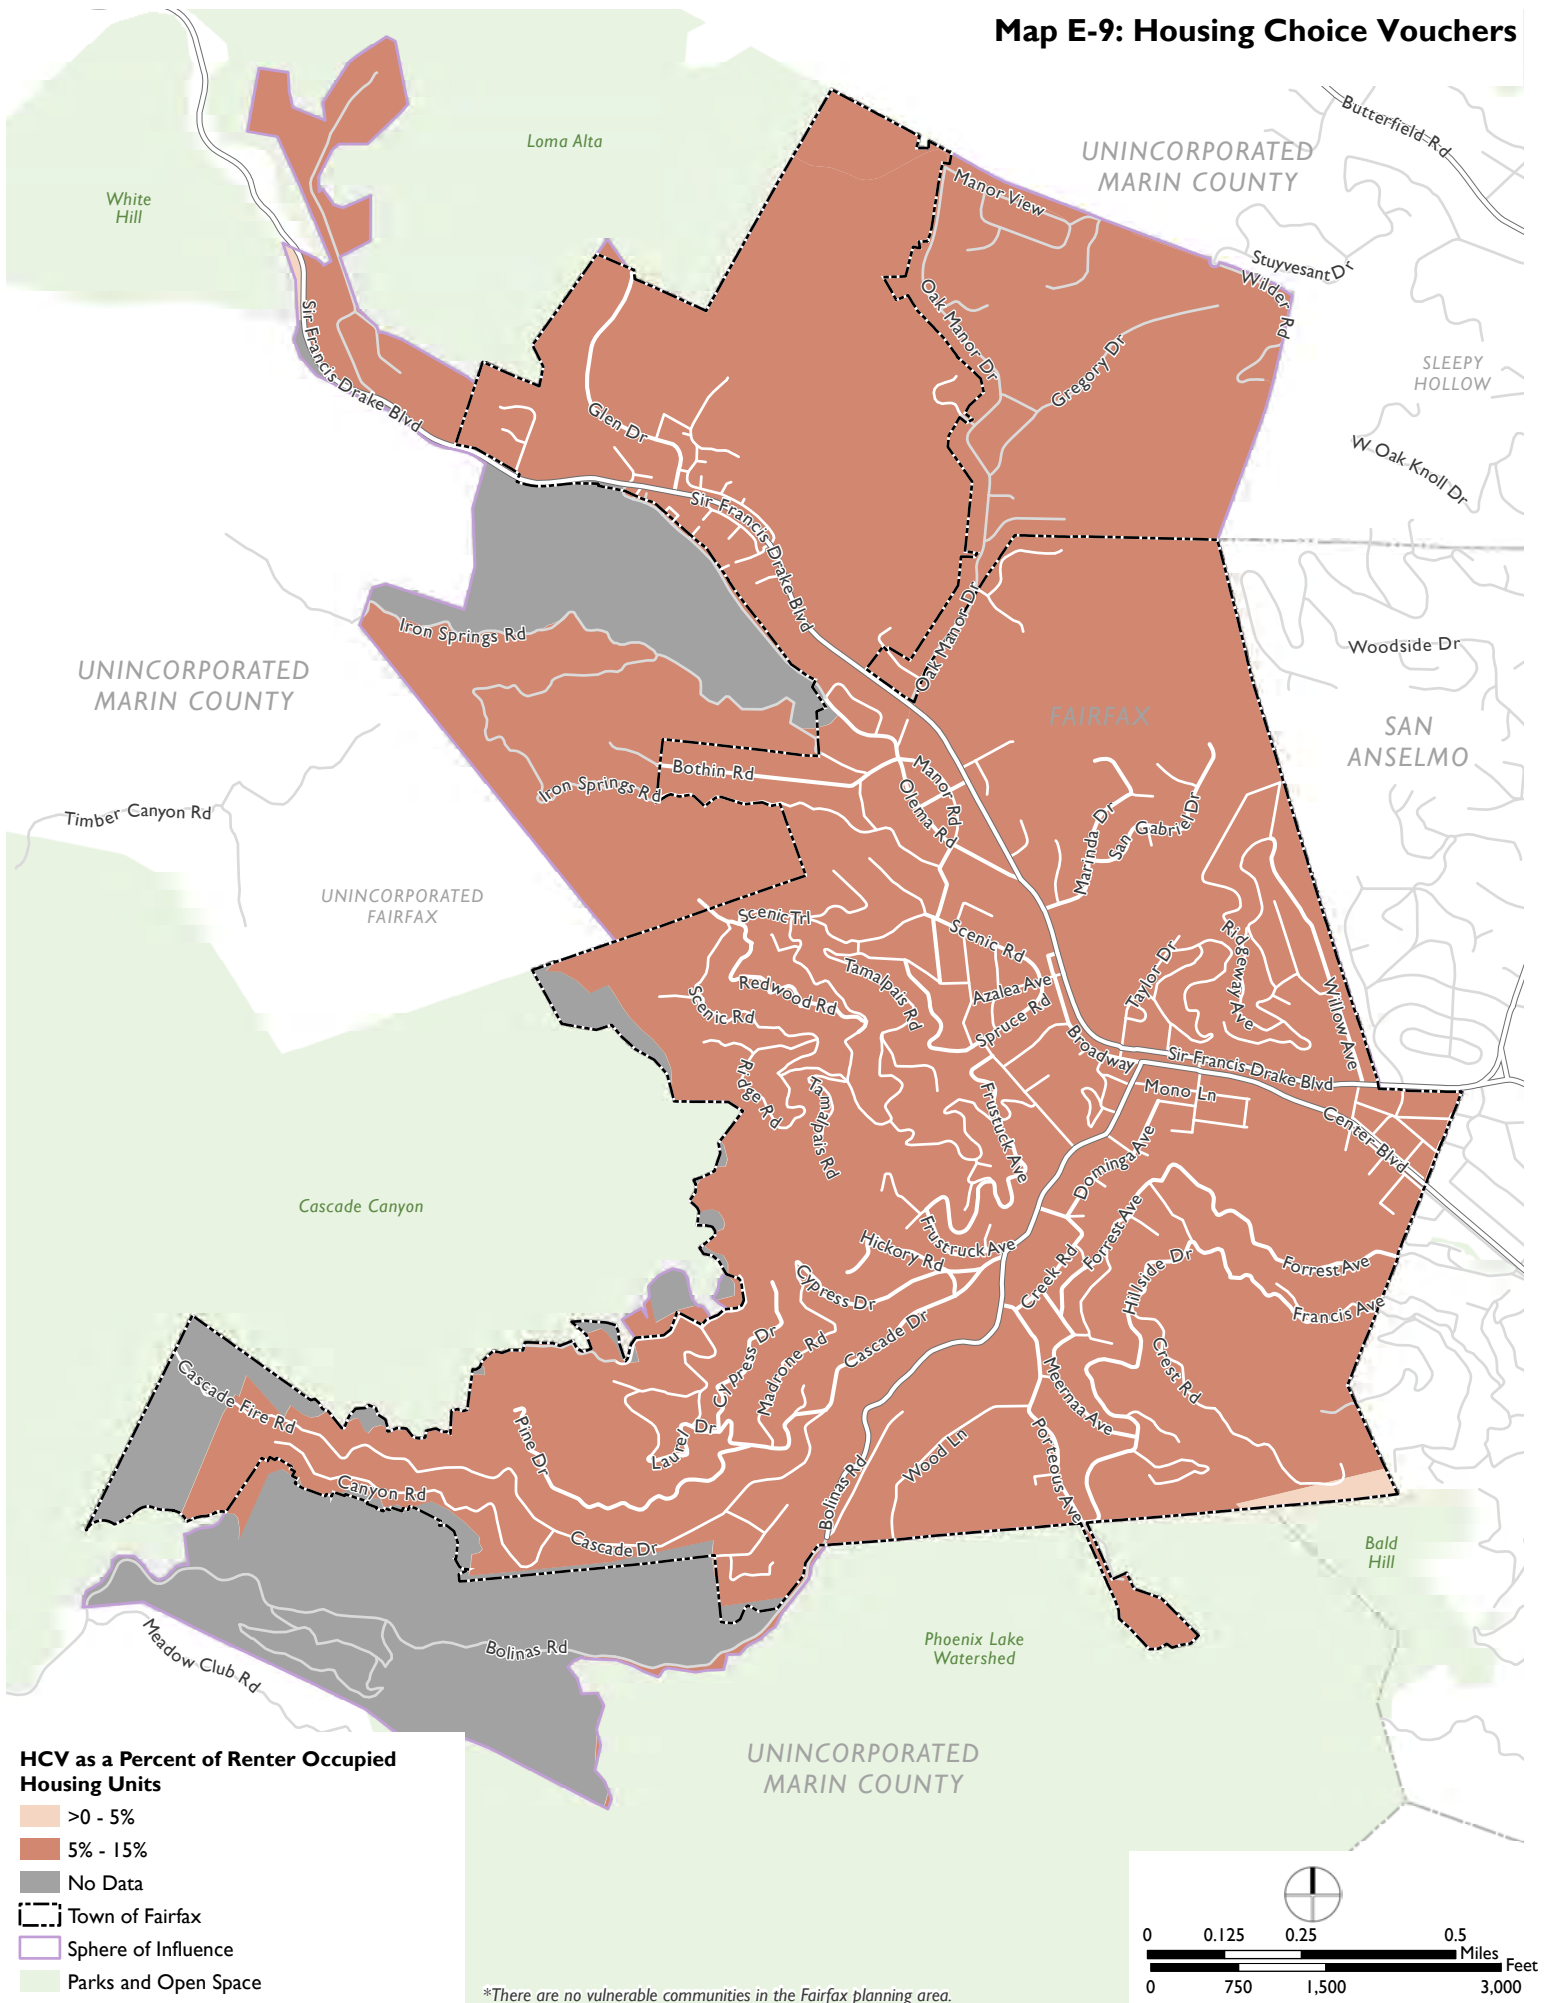 Map E-9: Housing Choice Vouchers
Butterfield Rd
UNINCORPORATED
MARIN COUNTY
Loma Alta
White
Hill
Manor View
Stuyvesant Dr
Wilder Rd
Oak Manor Dr
Gregory Dr
Sir Francis Drake Blvd
SLEEPY
HOLLOW
Glen Dr
W Oak Knoll Dr
Sir Francis Drake Blvd
Iron Springs Rd
Oak Manor Dr
Woodside Dr
UNINCORPORATED
MARIN COUNTY
FAIRFAX
SAN
ANSELMO
Bothin Rd
Iron Springs Rd
Manor Rd
Olema Rd
Timber Canyon Rd
Marinda Dr
San Gabriel Dr
UNINCORPORATED
FAIRFAX
Scenic Trl
Scenic Rd
Ridgeway Ave
Taylor Dr
Tamalpais Rd
Redwood Rd
Azalea Ave
Scenic Rd
Spruce Rd
Willow Ave
Broadway
Sir Francis Drake Blvd
Ridge Rd
Tamalpais Rd
Mono Ln
Frustuck Ave
Center Blvd
Dominga Ave
Cascade Canyon
Forrest Ave
Frustruck Ave
Hickory Rd
Creek Rd
Hillside Dr
Forrest Ave
Cypress Dr
Francis Ave
Cascade Dr
Cypress Dr
Madrone Rd
Crest Rd
Meernaa Ave
Cascade Fire Rd
Pine Dr
Laurel Dr
Porteous Ave
Wood Ln
Canyon Rd
Bolinas Rd
Cascade Dr
Bald
Hill
Meadow Club Rd
Bolinas Rd
Phoenix Lake
Watershed
UNINCORPORATED
MARIN COUNTY
HCV as a Percent of Renter Occupied
Housing Units
>0 - 5%
5% - 15%
No Data
Town of Fairfax
Sphere of Influence
Parks and Open Space
*There are no vulnerable communities in the Fairfax planning area.
0 0.125 0.25 0.5
Miles
Feet
0 750 1,500 3,000